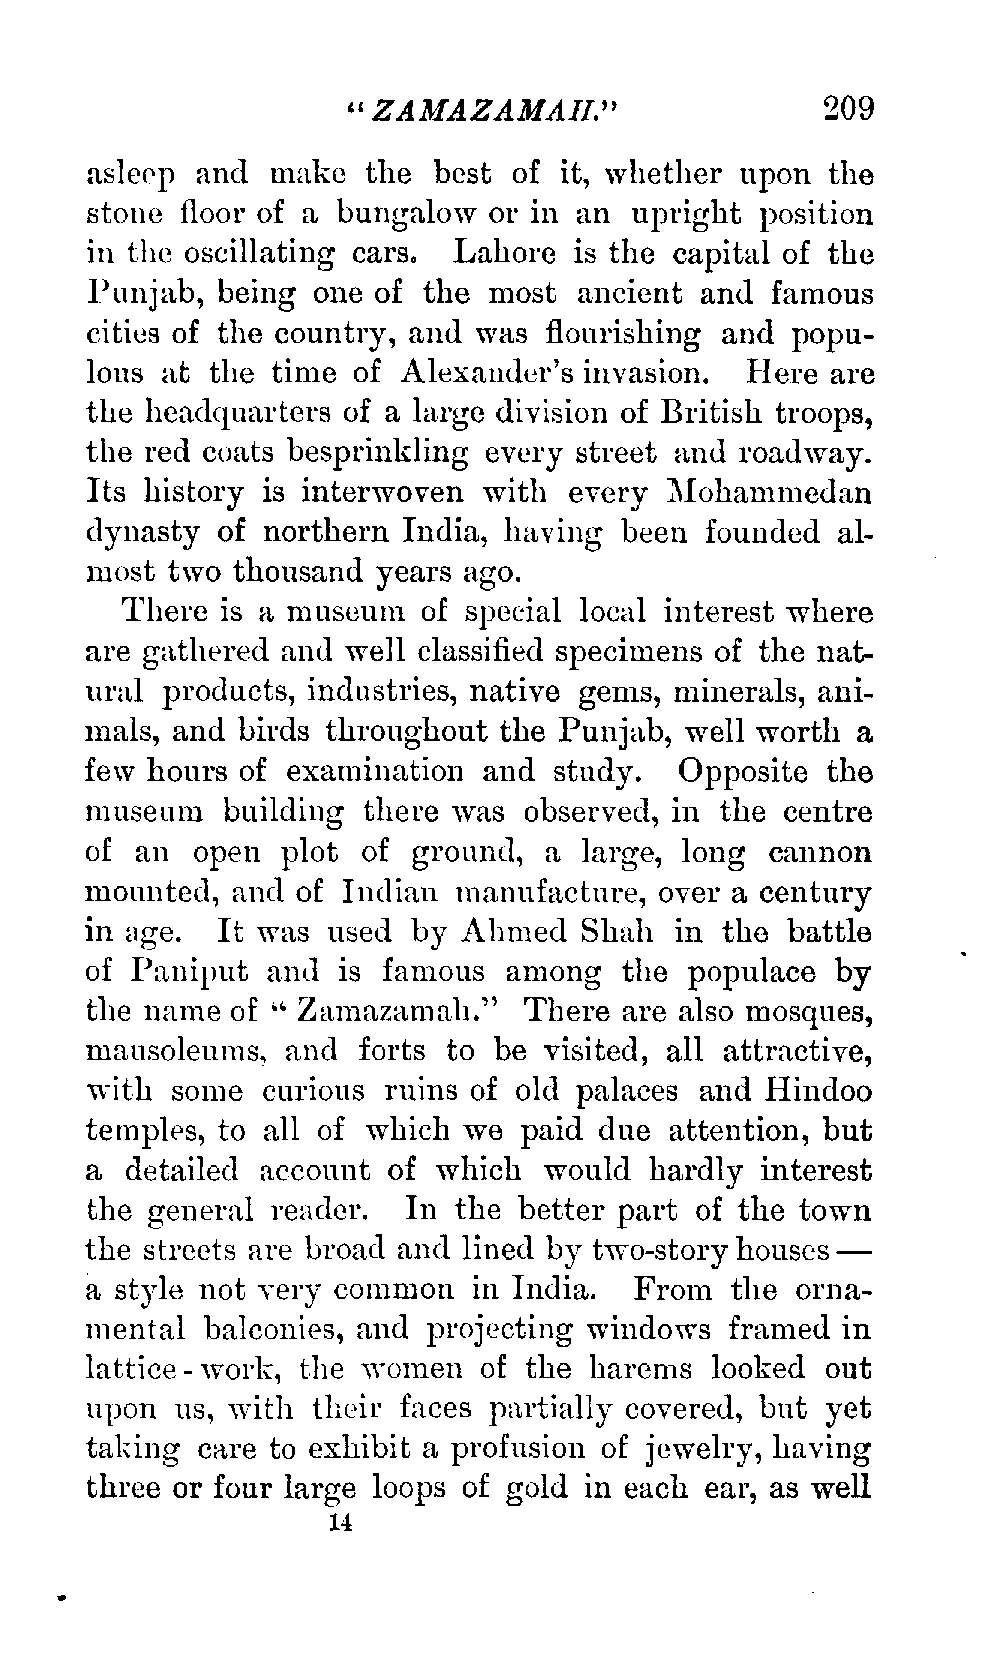 “ ZAMAZAMAH.” 209
asleep and make the best of it, whether upon the
stone floor of a bungalow or in an upright position
in the oscillating cars. Lahore is the capital of the
Punjab, being one of the most ancient and famous
cities of the country, and was flourishing and popu-
lous at the time of Alexander’s invasion. Here are
the headquarters of a large division of British troops,
the red coats besprinkling every street and roadway.
Its history is interwoven with every Mohammedan
dynasty of northern India, having been founded al-
most two thousand years ago.
There is a museum of special local interest where
are gathered and well classified specimens of the nat-
ural products, industries, native gems, minerals, ani-
mals, and birds throughout the Punjab, well worth a
few hours of examination and study. Opposite the
museum building there was observed, in the centre
of an open plot of ground, a large, long cannon
mounted, and of Indian manufacture, over a century
in age. It was used by Ahmed Shah in the battle
of Paniput and is famous among the populace by
the name of “ Zamazamah.” There are also mosques,
mausoleums, and forts to be visited, all attractive,
with some curious ruins of old palaces and Hindoo
temples, to all of which we paid due attention, but
a detailed account of which would hardly interest
the general reader. In the better part of the town
the streets are broad and lined by two-story houses —
a style not very common in India. From the orna-
mental balconies, and projecting windows framed in
lattice - work, the women of the harems looked out
upon us, with their faces partially covered, but yet
taking care to exhibit a profusion of jewelry, having
three or four large loops of gold in each ear, as well
14